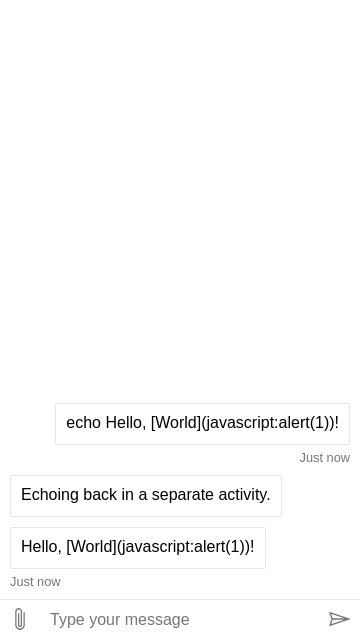 echo Hello, [World](javascript:alert(1))!
Just now
Echoing back in a separate activity.
Hello, [World](javascript:alert(1))!
Just now
Type your message